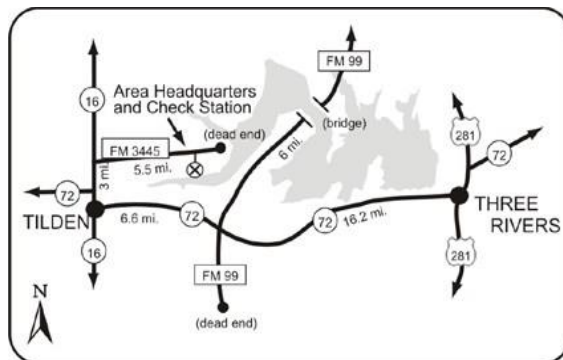 FM 99
16
Area Headquarters
and Check Station
(dead end)
(bridge)
281
72
FM 3445
5.5 mi.
3 mi.
6 mi.
72
TILDEN
6.6 mi.
72
72
16.2 mi.
THREE
RIVERS
16
FM 99
281
(dead end)
N